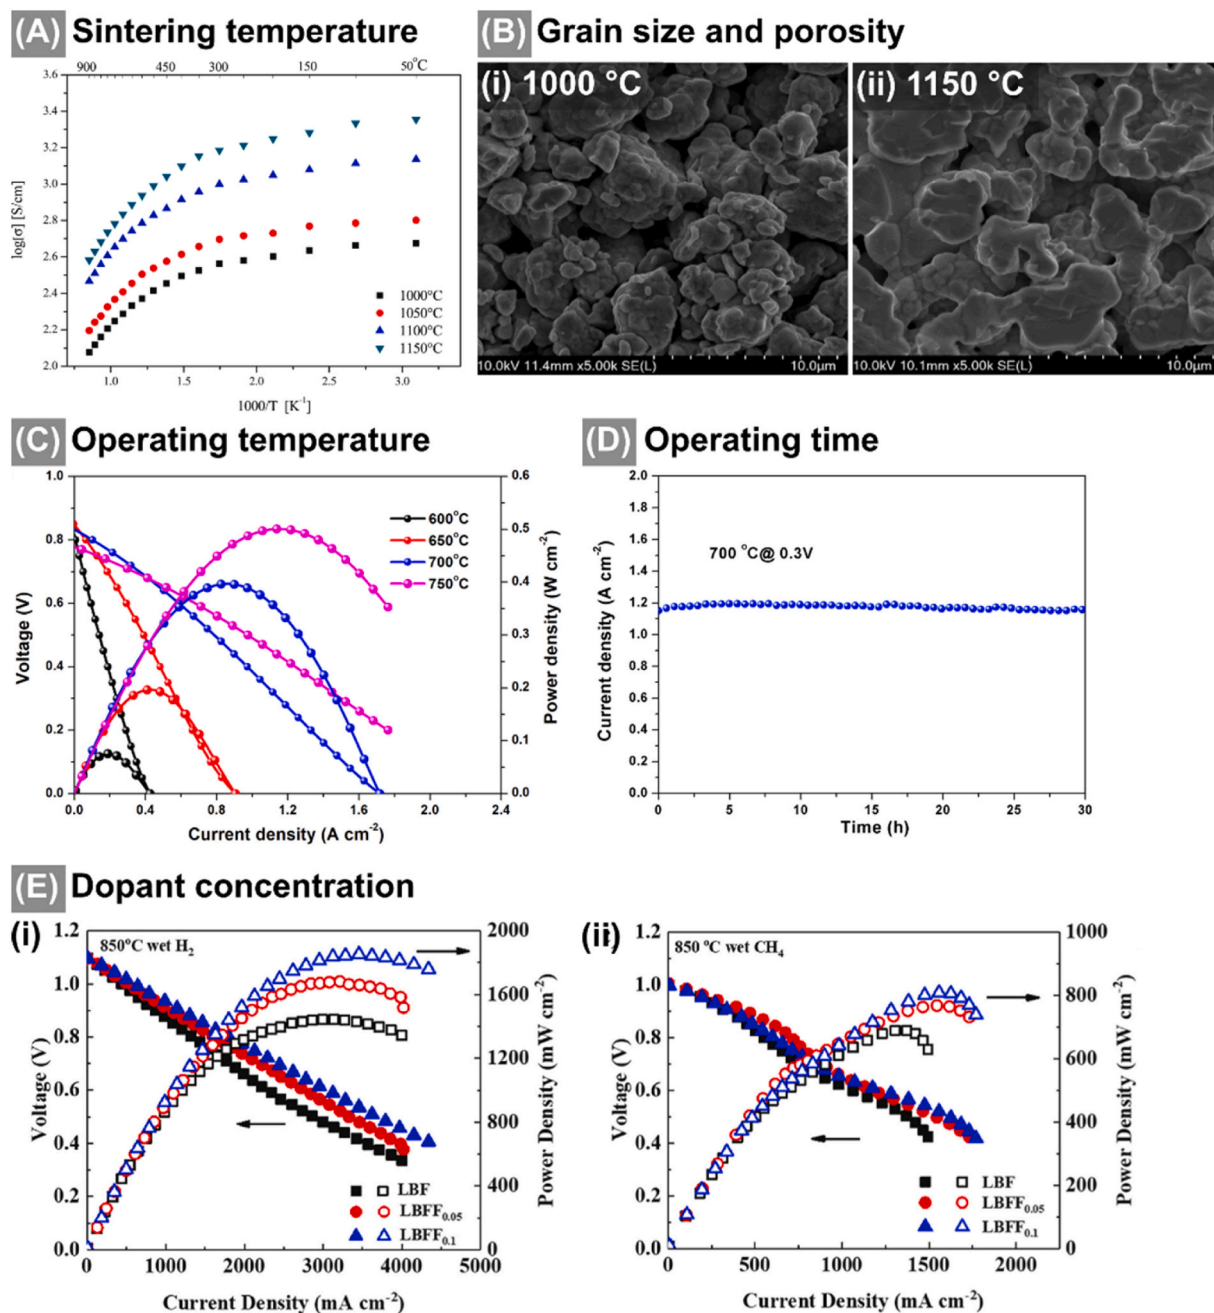 (A) Sintering temperature
900 450 300 150 50°C
3.6
3.4
3.2
3.0
2.8
2.6
2.4
2.2
2.0
log(σ) [S/cm]
1000°C
1050°C
1100°C
1150°C
1.0 1.5 2.0 2.5 3.0
1000/T [K⁻¹]
(B) Grain size and porosity
(i) 1000 °C
10.0kV 11.4mm x5.00k SE(L) 10.0μm
(ii) 1150 °C
10.0kV 10.1mm x5.00k SE(L) 10.0μm
(C) Operating temperature
1.0
0.8
0.6
0.4
0.2
0.0
Voltage (V)
600°C
650°C
700°C
750°C
0.6
0.5
0.4
0.3
0.2
0.1
0.0
Power density (W cm⁻²)
0.0 0.4 0.8 1.2 1.6 2.0 2.4
Current density (A cm⁻²)
(D) Operating time
2.0
1.8
1.6
1.4
1.2
1.0
0.8
0.6
0.4
0.2
0.0
Current density (A cm⁻²)
700 °C@ 0.3V
0 5 10 15 20 25 30
Time (h)
(E) Dopant concentration
(i)
1.2
1.0
0.8
0.6
0.4
0.2
0.0
Voltage (V)
850°C wet H₂
LBF
LBFF₀.₀₅
LBFF₀.₁
2000
1600
1200
800
400
0
Power Density (mW cm⁻²)
0 1000 2000 3000 4000 5000
Current Density (mA cm⁻²)
(ii)
1.2
1.0
0.8
0.6
0.4
0.2
0.0
Voltage (V)
850 °C wet CH₄
LBF
LBFF₀.₀₅
LBFF₀.₁
1000
800
600
400
200
0
Power Density (mW cm⁻²)
0 500 1000 1500 2000
Current Density (mA cm⁻²)